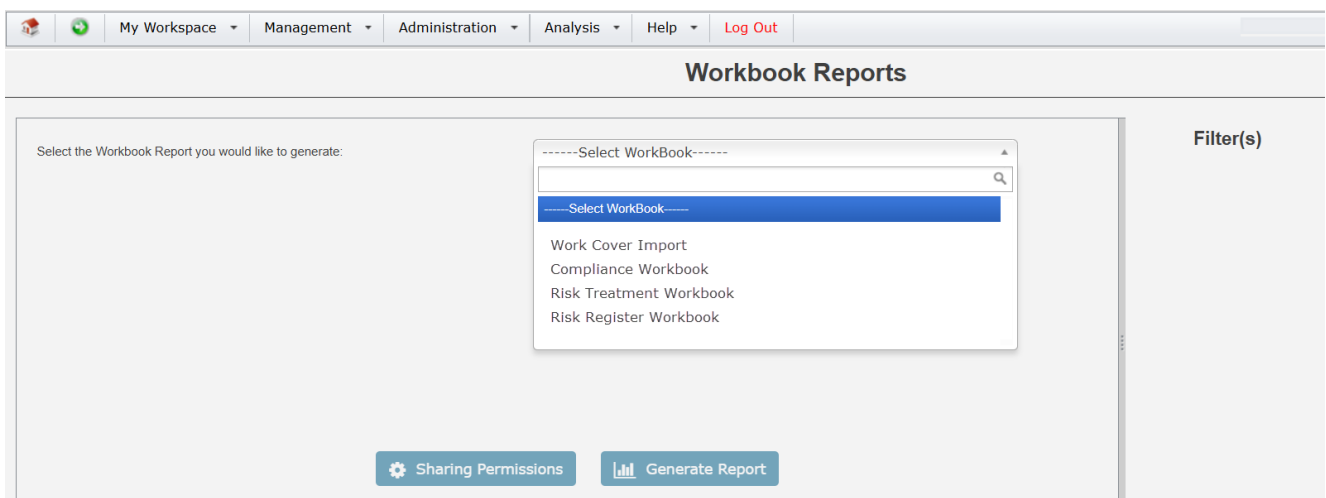 My Workspace Management Administration Analysis Help Log Out
Workbook Reports
Select the Workbook Report you would like to generate:
------Select WorkBook------
Filter(s)
------Select WorkBook------
Work Cover Import
Compliance Workbook
Risk Treatment Workbook
Risk Register Workbook
Sharing Permissions Generate Report